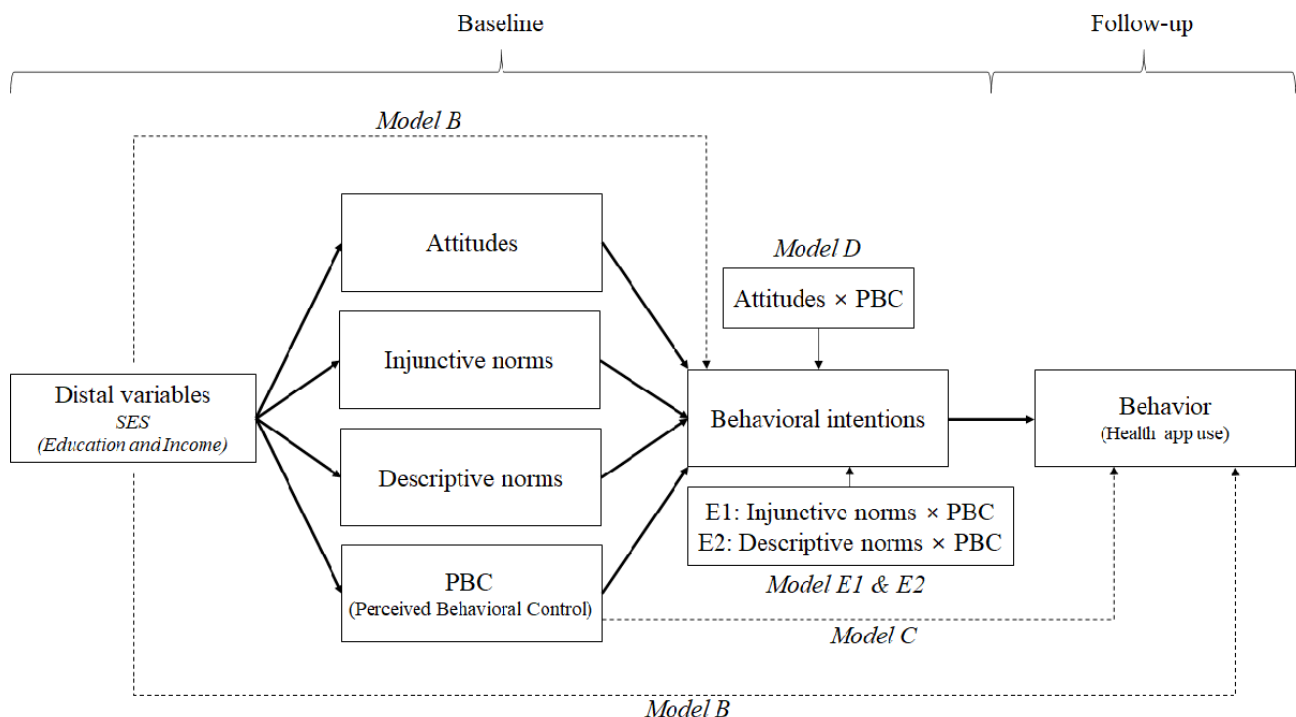 Baseline
Follow-up
Model B
Attitudes
Model D
Attitudes × PBC
Injunctive norms
Distal variables
SES
(Education and Income)
Behavioral intentions
Behavior
(Health app use)
Descriptive norms
E1: Injunctive norms × PBC
E2: Descriptive norms × PBC
PBC
(Perceived Behavioral Control)
Model E1 & E2
Model C
Model B